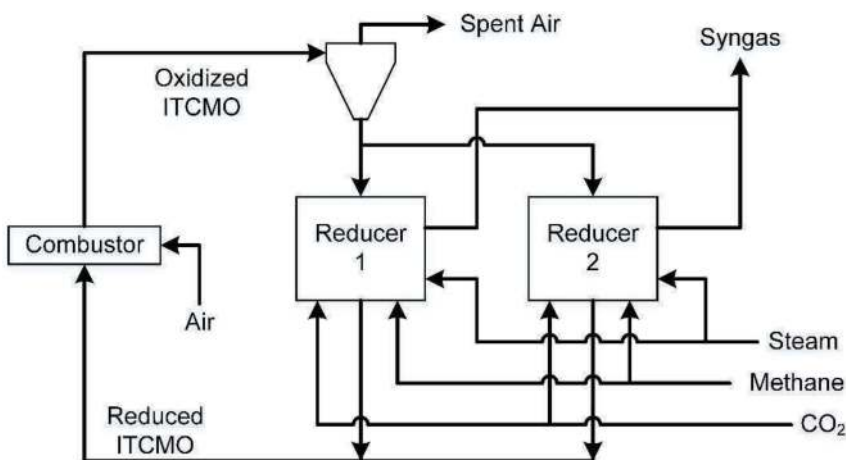 Spent Air
Syngas
Oxidized
ITCMO
Reducer
1
Reducer
2
Combustor
Air
Steam
Methane
Reduced
ITCMO
CO₂